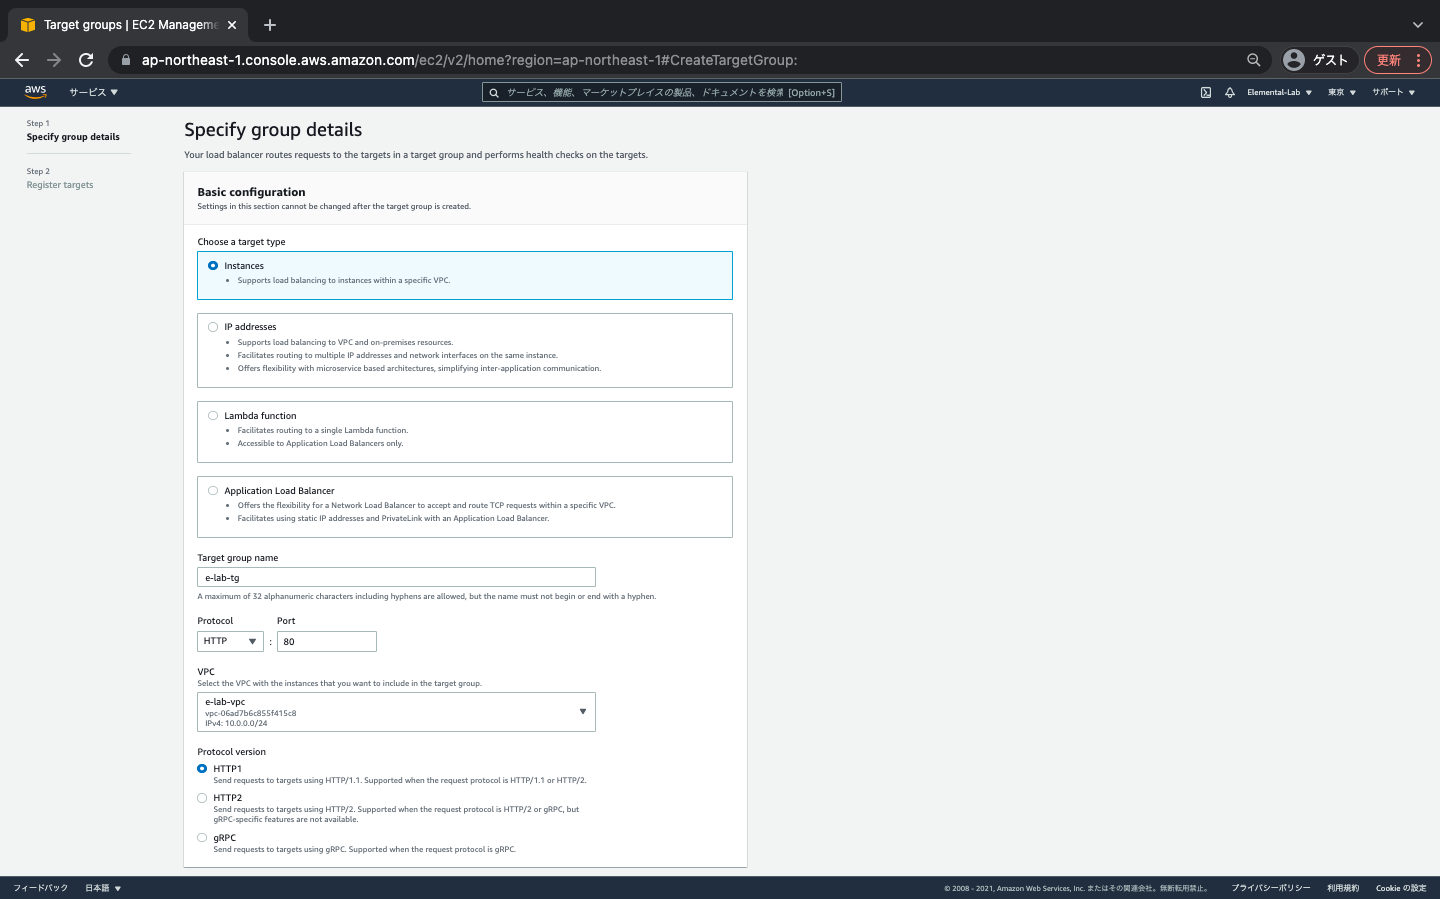 Target groups | EC2 Manageme
ap-northeast-1.console.aws.amazon.com/ec2/v2/home?region=ap-northeast-1#CreateTargetGroup:
ゲスト
更新
aws
サービス
サービス、機能、マーケットプレイスの製品、ドキュメントを検索 [Option+S]
Elemental-Lab
東京
サポート
Step 1
Specify group details
Step 2
Register targets
Specify group details
Your load balancer routes requests to the targets in a target group and performs health checks on the targets.
Basic configuration
Settings in this section cannot be changed after the target group is created.
Choose a target type
Instances
• Supports load balancing to instances within a specific VPC.
IP addresses
• Supports load balancing to VPC and on-premises resources.
• Facilitates routing to multiple IP addresses and network interfaces on the same instance.
• Offers flexibility with microservice based architectures, simplifying inter-application communication.
Lambda function
• Facilitates routing to a single Lambda function.
• Accessible to Application Load Balancers only.
Application Load Balancer
• Offers the flexibility for a Network Load Balancer to accept and route TCP requests within a specific VPC.
• Facilitates using static IP addresses and PrivateLink with an Application Load Balancer.
Target group name
e-lab-tg
A maximum of 32 alphanumeric characters including hyphens are allowed, but the name must not begin or end with a hyphen.
Protocol Port
HTTP : 80
VPC
Select the VPC with the instances that you want to include in the target group.
e-lab-vpc
vpc-06ad7b6c855f415c8
IPv4: 10.0.0.0/24
Protocol version
HTTP1
Send requests to targets using HTTP/1.1. Supported when the request protocol is HTTP/1.1 or HTTP/2.
HTTP2
Send requests to targets using HTTP/2. Supported when the request protocol is HTTP/2 or gRPC, but
gRPC-specific features are not available.
gRPC
Send requests to targets using gRPC. Supported when the request protocol is gRPC.
フィードバック 日本語 © 2008 - 2021, Amazon Web Services, Inc. またはその関連会社。無断転用禁止。 プライバシーポリシー 利用規約 Cookie の設定